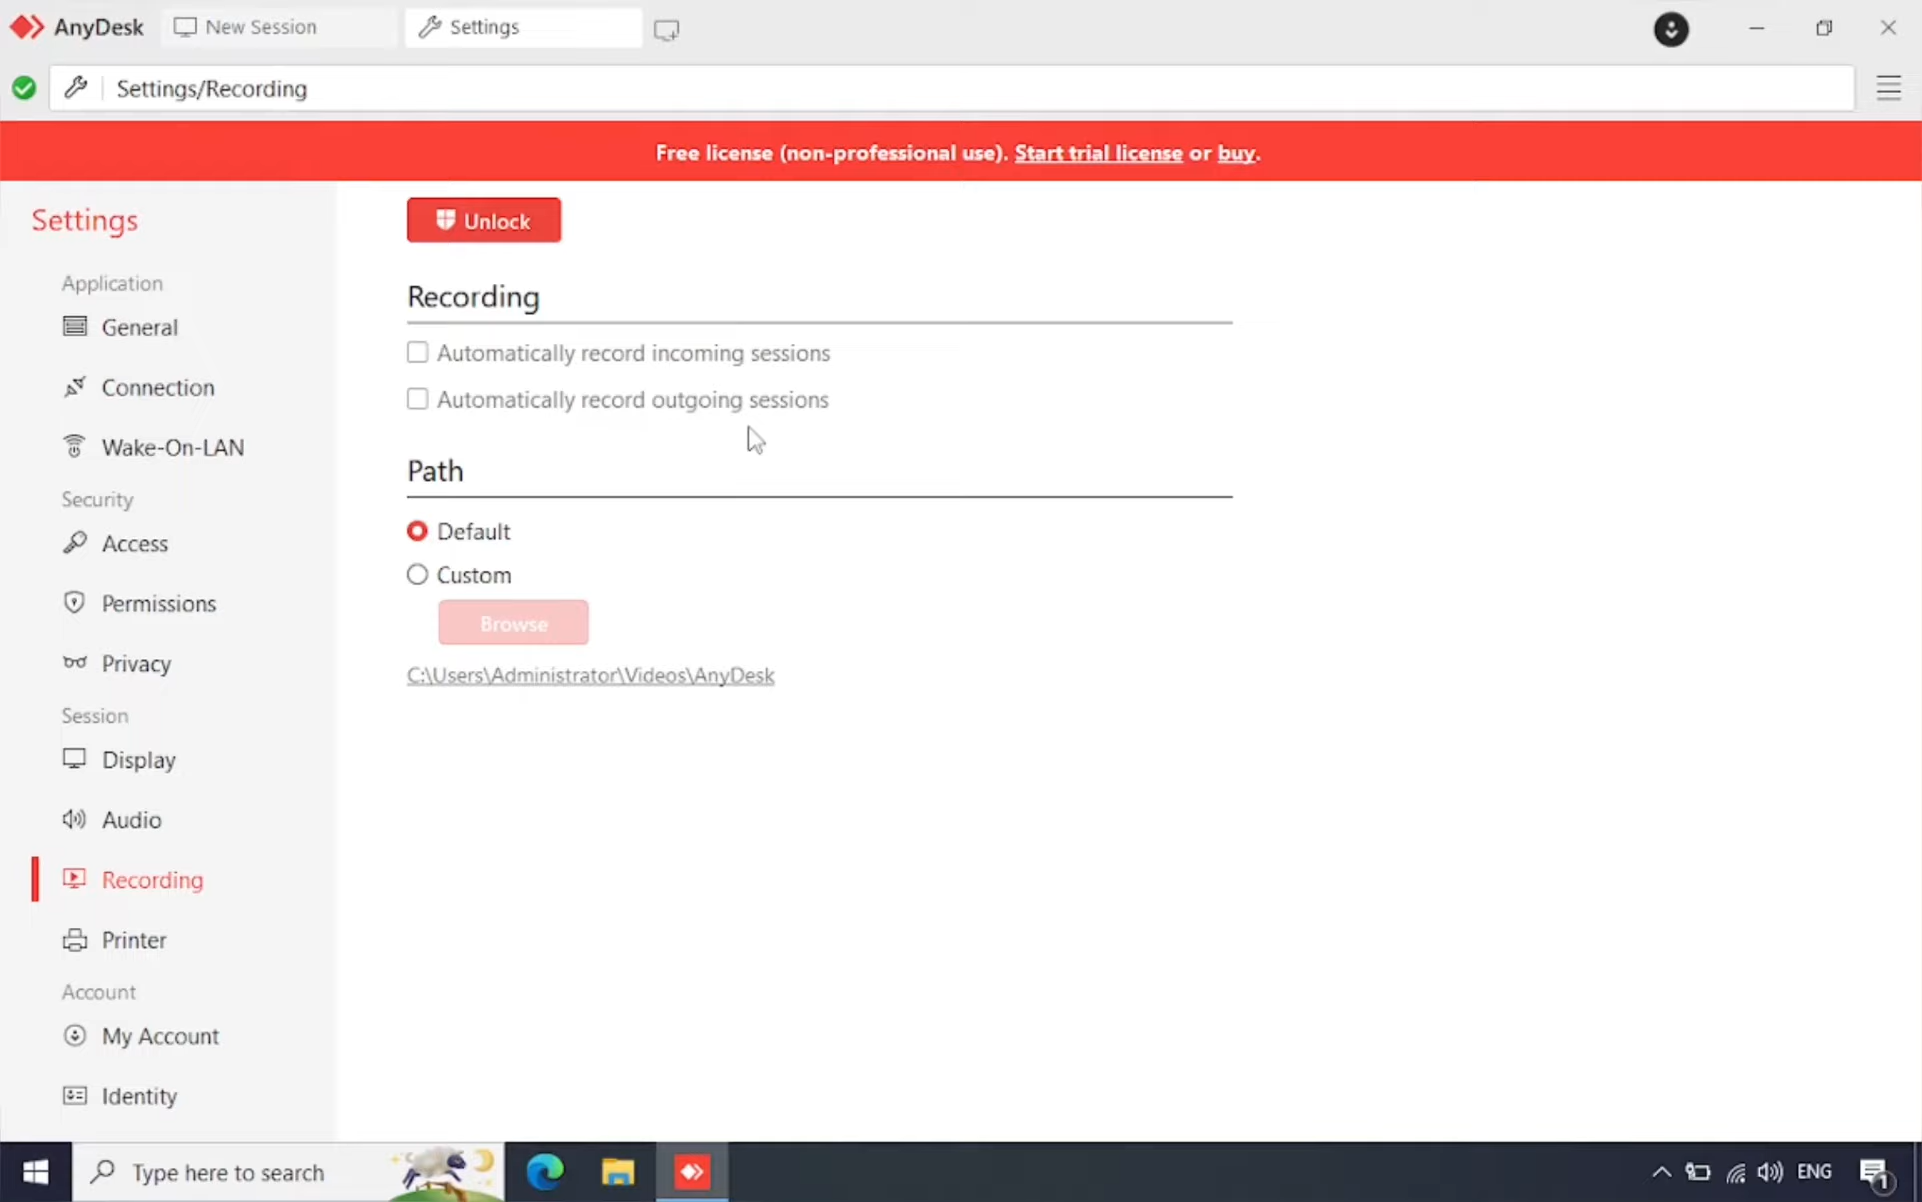 AnyDesk
New Session
Settings
Settings/Recording
Free license (non-professional use). Start trial license or buy.
Settings
Application
General
Connection
Wake-On-LAN
Security
Access
Permissions
Privacy
Session
Display
Audio
Recording
Printer
Account
My Account
Identity
Unlock
Recording
Automatically record incoming sessions
Automatically record outgoing sessions
Path
Default
Custom
Browse
C:\Users\Administrator\Videos\AnyDesk
Type here to search
ENG
1